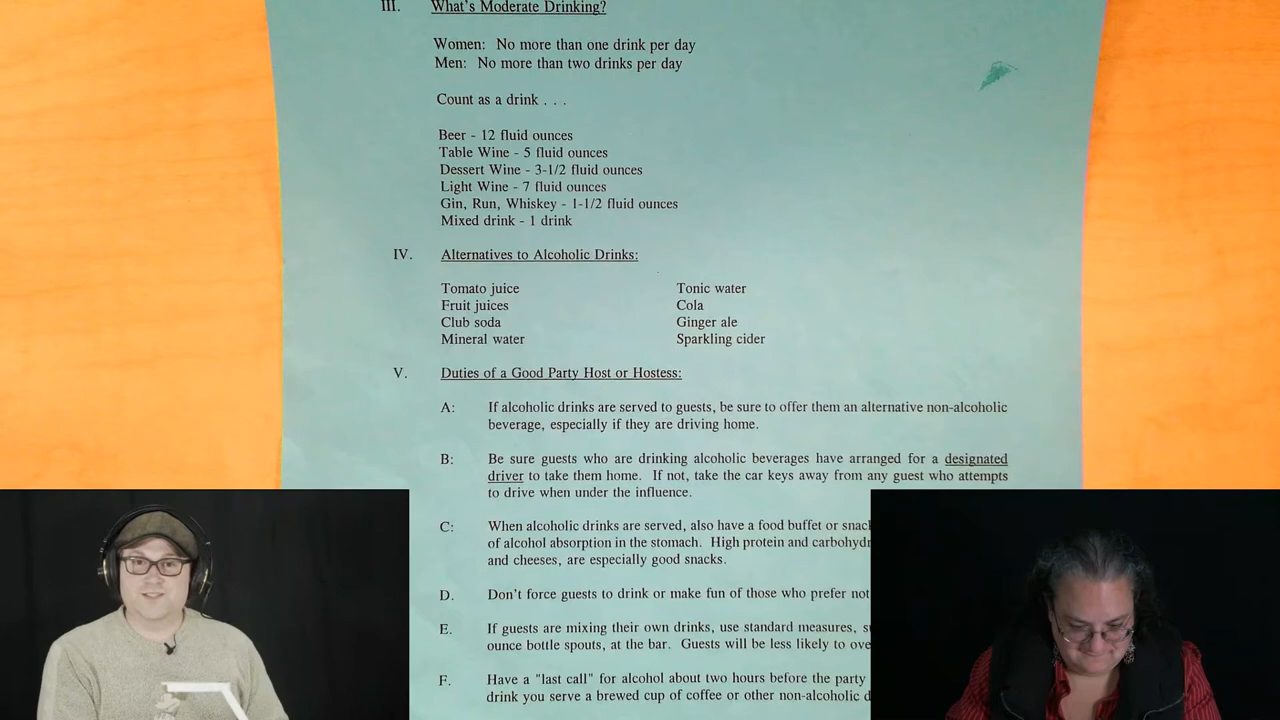 III. What's Moderate Drinking?
Women: No more than one drink per day
Men: No more than two drinks per day
Count as a drink . . .
Beer - 12 fluid ounces
Table Wine - 5 fluid ounces
Dessert Wine - 3-1/2 fluid ounces
Light Wine - 7 fluid ounces
Gin, Run, Whiskey - 1-1/2 fluid ounces
Mixed drink - 1 drink
IV. Alternatives to Alcoholic Drinks:
Tomato juice Tonic water
Fruit juices Cola
Club soda Ginger ale
Mineral water Sparkling cider
V. Duties of a Good Party Host or Hostess:
A: If alcoholic drinks are served to guests, be sure to offer them an alternative non-alcoholic
beverage, especially if they are driving home.
B: Be sure guests who are drinking alcoholic beverages have arranged for a designated
driver to take them home. If not, take the car keys away from any guest who attempts
to drive when under the influence.
C: When alcoholic drinks are served, also have a food buffet or
of alcohol absorption in the stomach. High protein and
and cheeses, are especially good snacks.
D. Don't force guests to drink or make fun of those who prefer not
E. If guests are mixing their own drinks, use standard measures,
ounce bottle spouts, at the bar. Guests will be less likely to
F. Have a "last call" for alcohol about two hours before the party
drink you serve a brewed cup of coffee or other non-alcoholic